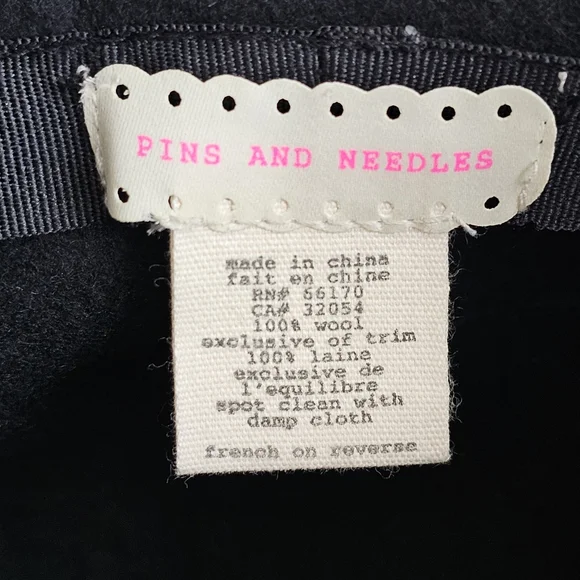 PINS AND NEEDLES
made in china
fait en chine
RN# 66170
CA# 32054
100% wool
exclusive of trim
100% laine
exclusive de
l'equilibre
spot clean with
damp cloth
french on reverse